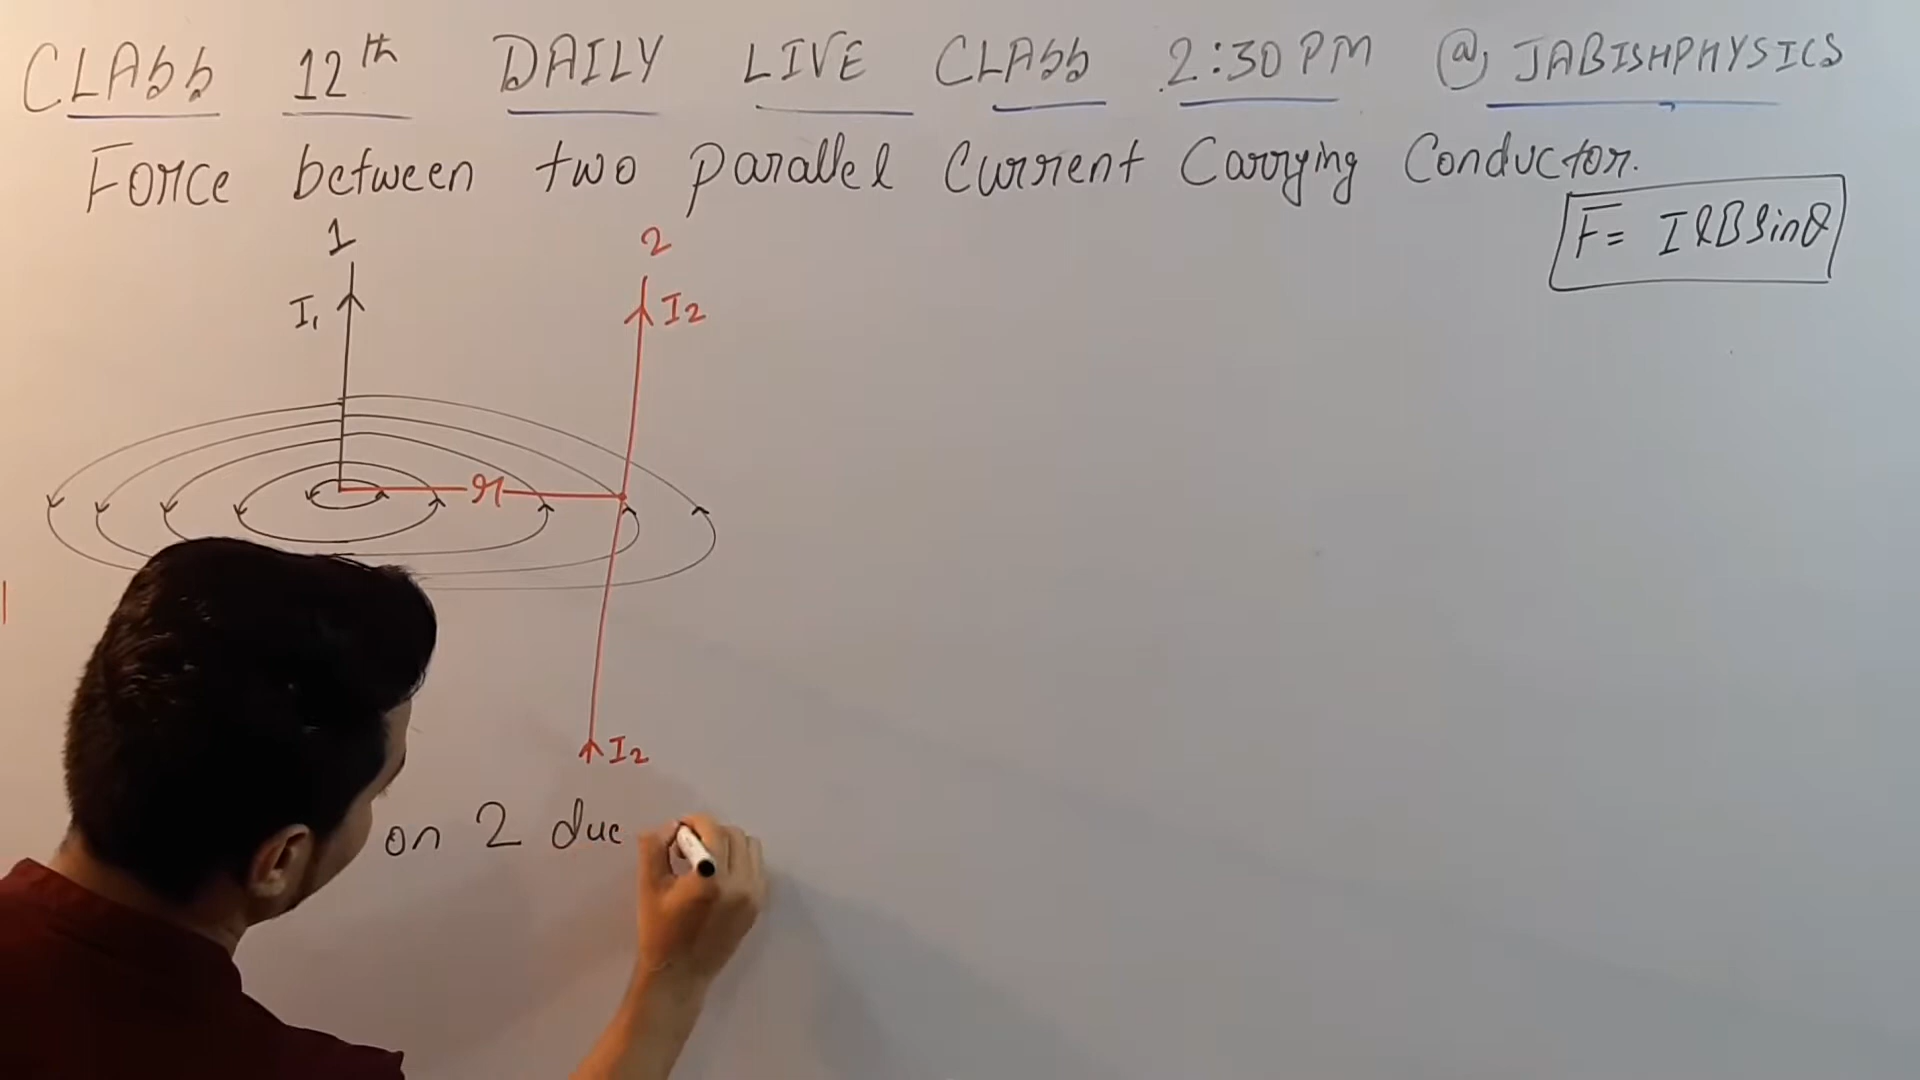 CLASS 12th DAILY LIVE CLASS 2:30 PM @JABISHPHYSICS
Force between two parallel Current Carrying Conductor.
F = IlB sinθ
1
2
I₁
I₂
r
I₂
on 2 due